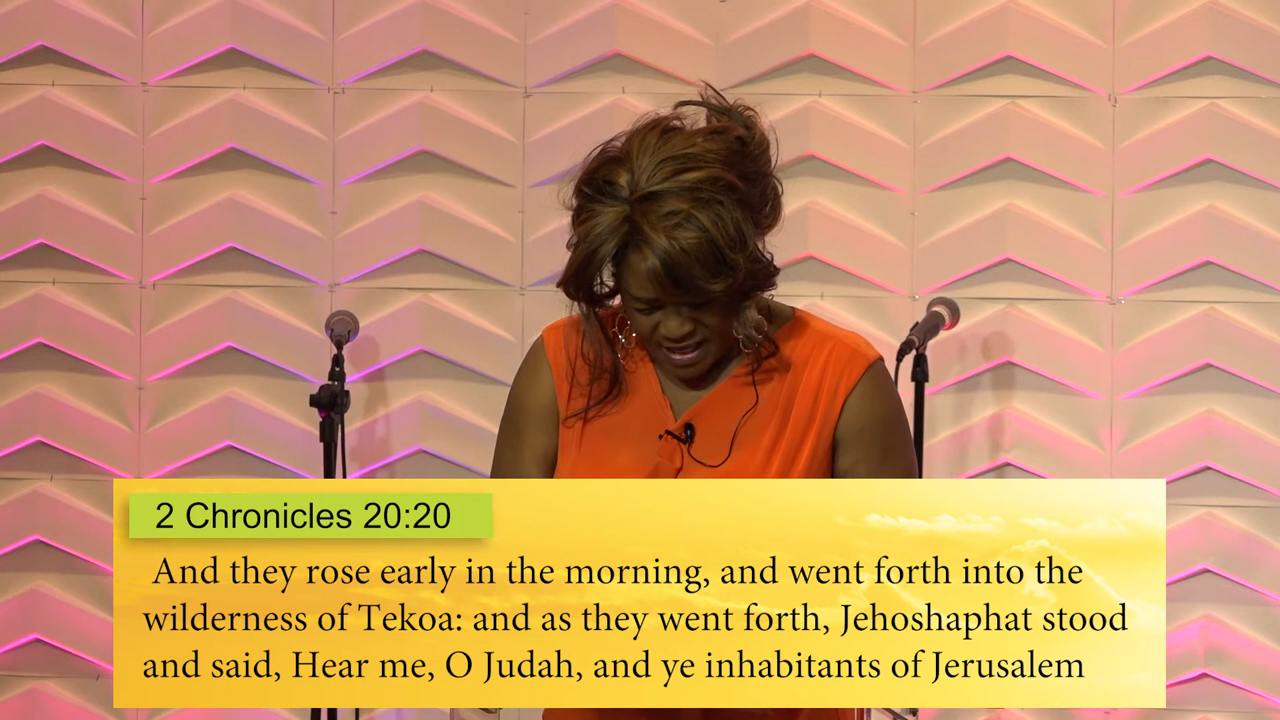 2 Chronicles 20:20
And they rose early in the morning, and went forth into the
wilderness of Tekoa: and as they went forth, Jehoshaphat stood
and said, Hear me, O Judah, and ye inhabitants of Jerusalem